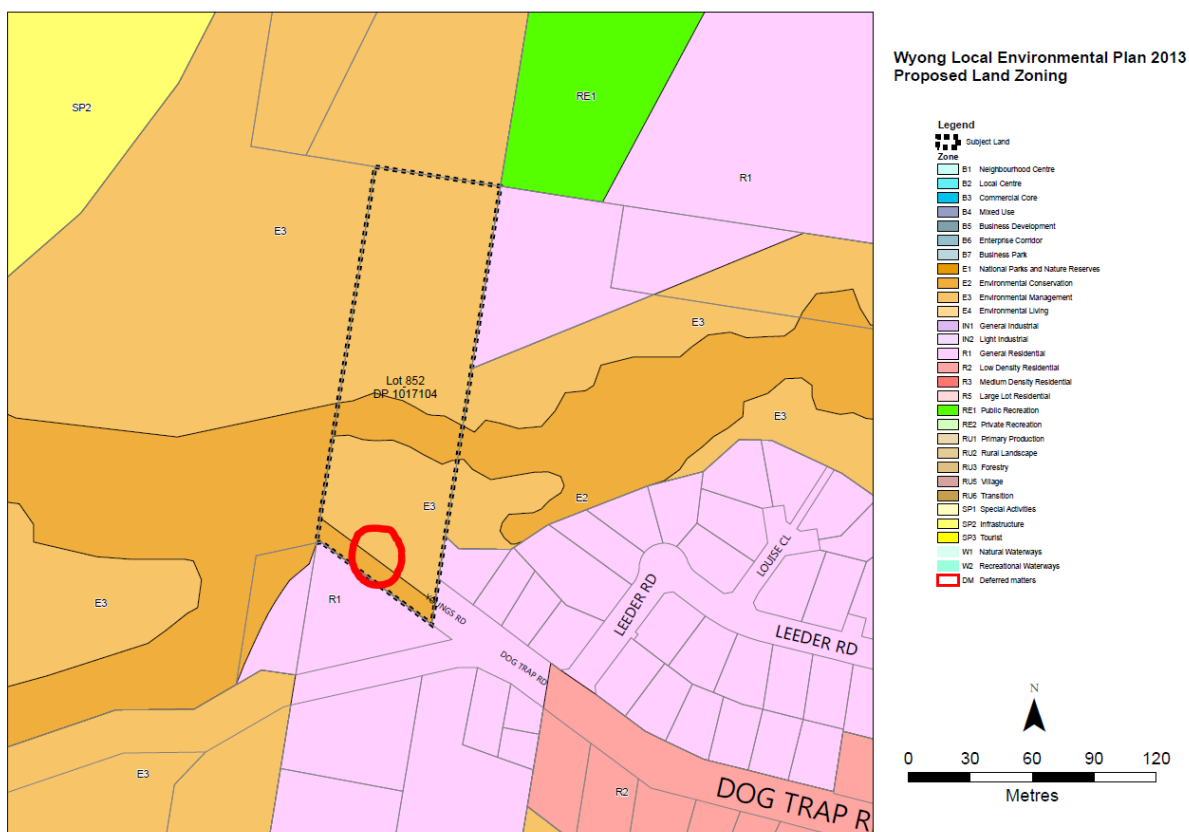 Wyong Local Environmental Plan 2013
Proposed Land Zoning
Legend
Subject Land
Zone
B1 Neighbourhood Centre
B2 Local Centre
B3 Commercial Core
B4 Mixed Use
B5 Business Development
B6 Enterprise Corridor
B7 Business Park
E1 National Parks and Nature Reserves
E2 Environmental Conservation
E3 Environmental Management
E4 Environmental Living
IN1 General Industrial
IN2 Light Industrial
R1 General Residential
R2 Low Density Residential
R3 Medium Density Residential
R5 Large Lot Residential
RE1 Public Recreation
RE2 Private Recreation
RU1 Primary Production
RU2 Rural Landscape
RU3 Forestry
RU5 Village
RU6 Transition
SP1 Special Activities
SP2 Infrastructure
SP3 Tourist
W1 Natural Waterways
W2 Recreational Waterways
DM Deferred matters
SP2
RE1
R1
E3
E3
Lot 852
DP 1017104
E3
E3
E2
LOUISE CL
LEEDER RD
LEEDER RD
E3
R1
DOG TRAP RD
E3
R2
DOG TRAP R
N
0 30 60 90 120
Metres